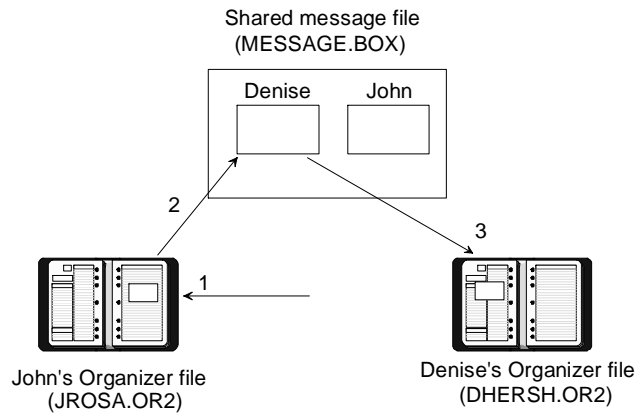 Shared message file
(MESSAGE.BOX)
Denise John
2
3
1
John's Organizer file
(JROSA.OR2)
Denise's Organizer file
(DHERSH.OR2)